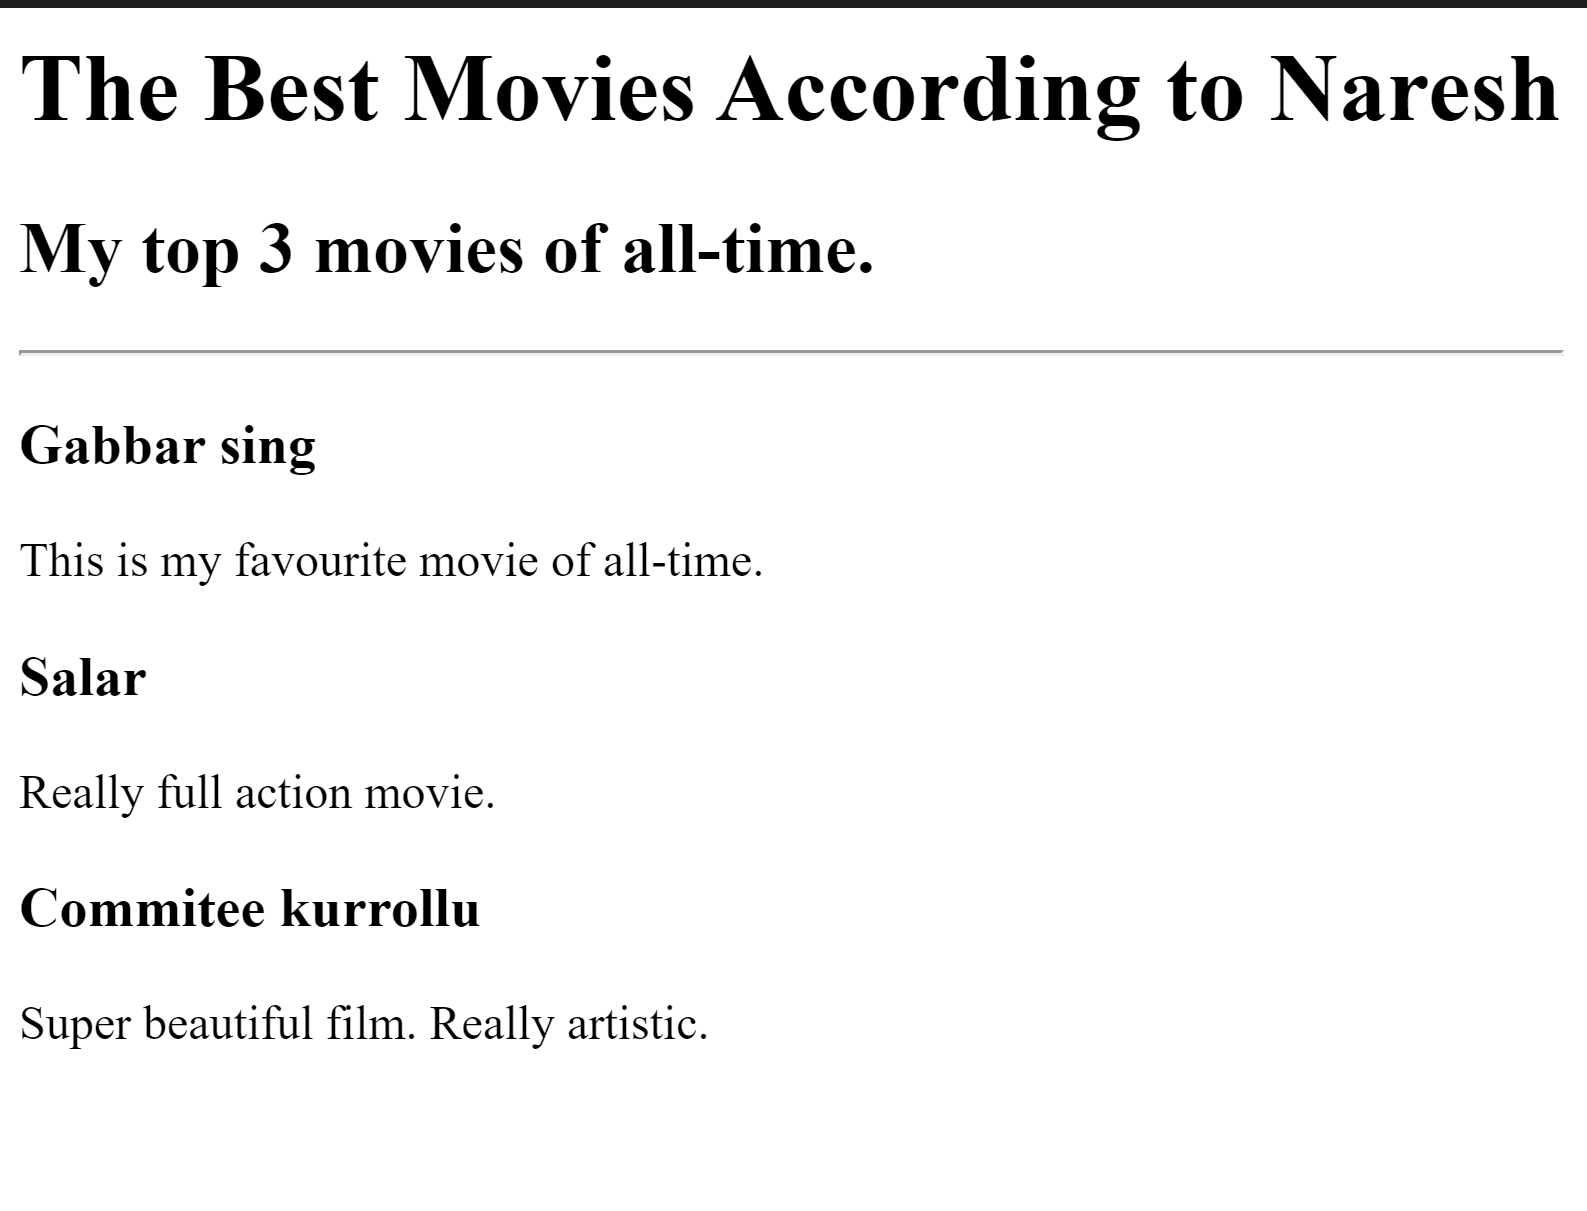 The Best Movies According to Naresh
My top 3 movies of all-time.
Gabbar sing
This is my favourite movie of all-time.
Salar
Really full action movie.
Commitee kurrollu
Super beautiful film. Really artistic.